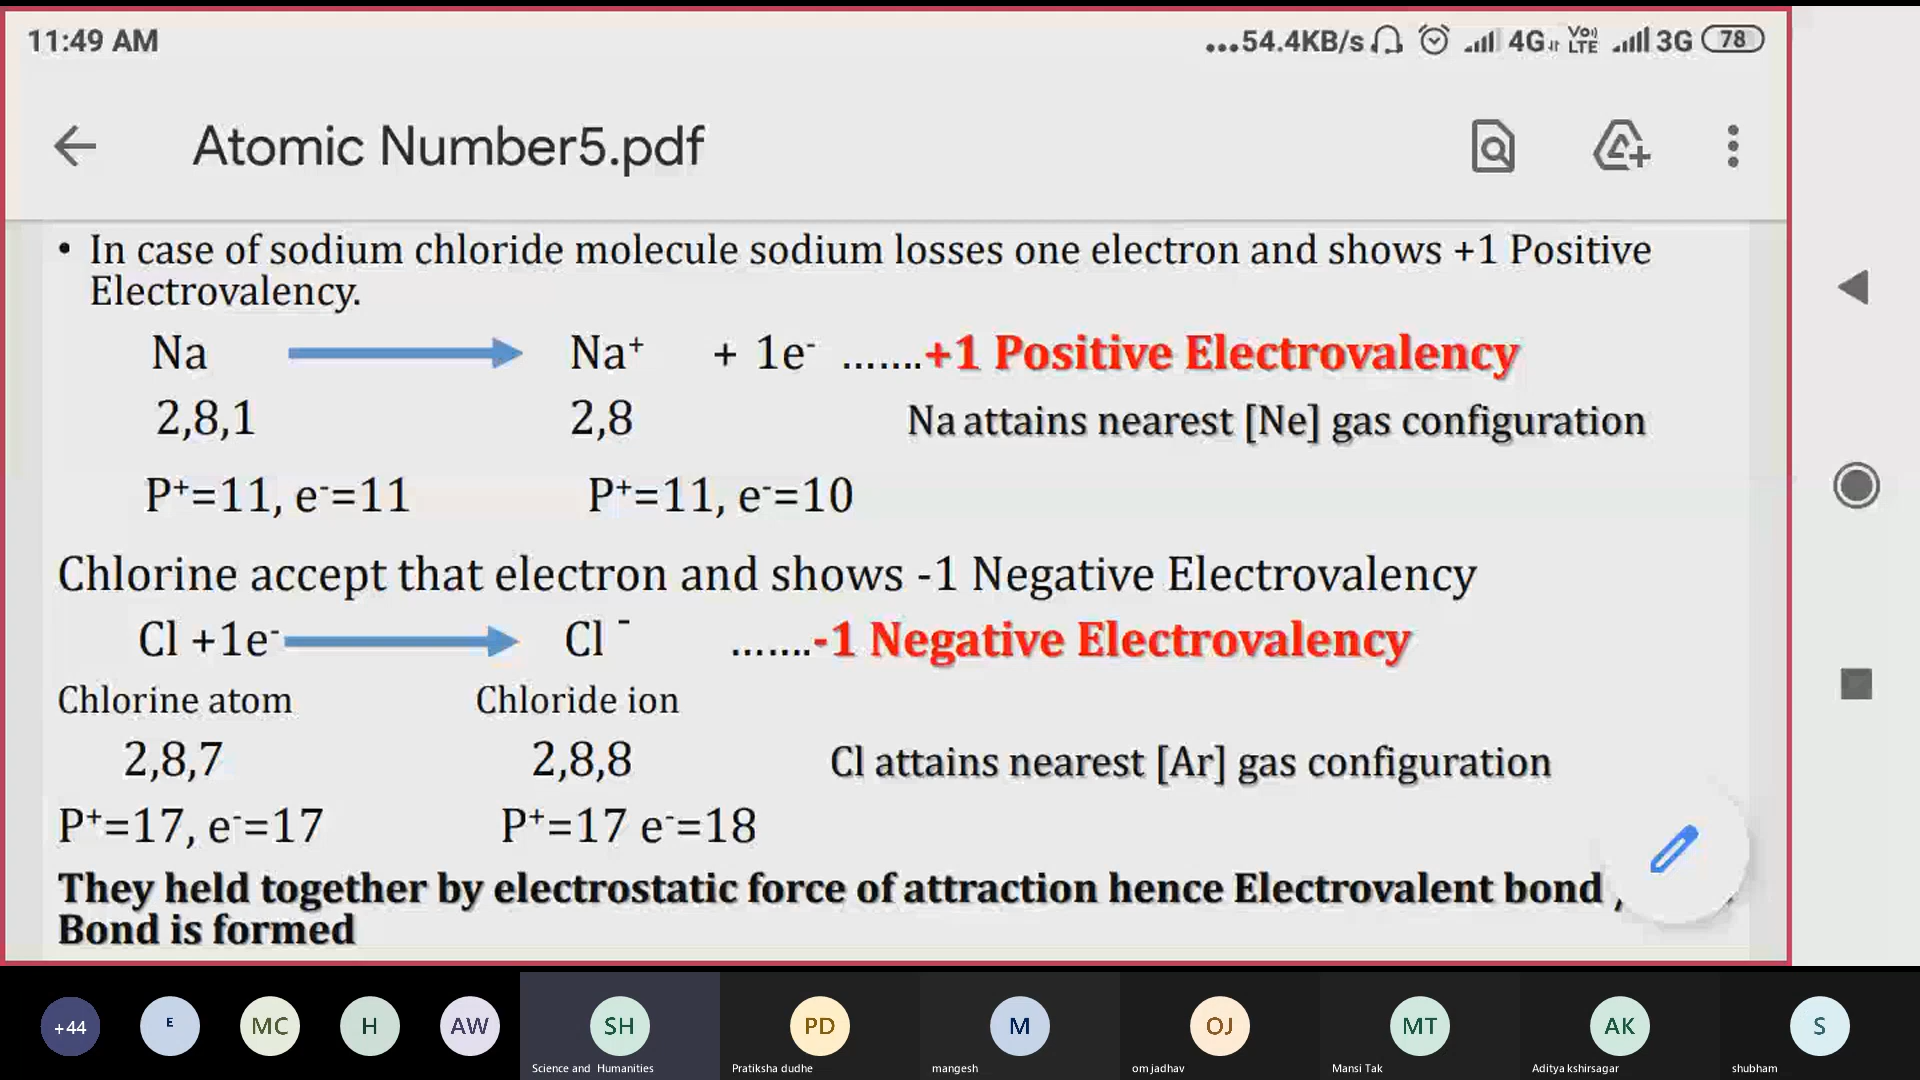 11:49 AM ...54.4KB/s 4G Vo) LTE 3G 78
Atomic Number5.pdf
• In case of sodium chloride molecule sodium losses one electron and shows +1 Positive
Electrovalency.
Na Na⁺ + 1e⁻ .......+1 Positive Electrovalency
2,8,1 2,8 Na attains nearest [Ne] gas configuration
P⁺=11, e⁻=11 P⁺=11, e⁻=10
Chlorine accept that electron and shows -1 Negative Electrovalency
Cl +1e⁻ Cl ⁻ .......-1 Negative Electrovalency
Chlorine atom Chloride ion
2,8,7 2,8,8 Cl attains nearest [Ar] gas configuration
P⁺=17, e⁻=17 P⁺=17 e⁻=18
They held together by electrostatic force of attraction hence Electrovalent bond
Bond is formed
+44 E MC H AW SH PD M OJ MT AK S
Science and Humanities Pratiksha dudhe mangesh om jadhav Mansi Tak Aditya kshirsagar shubham